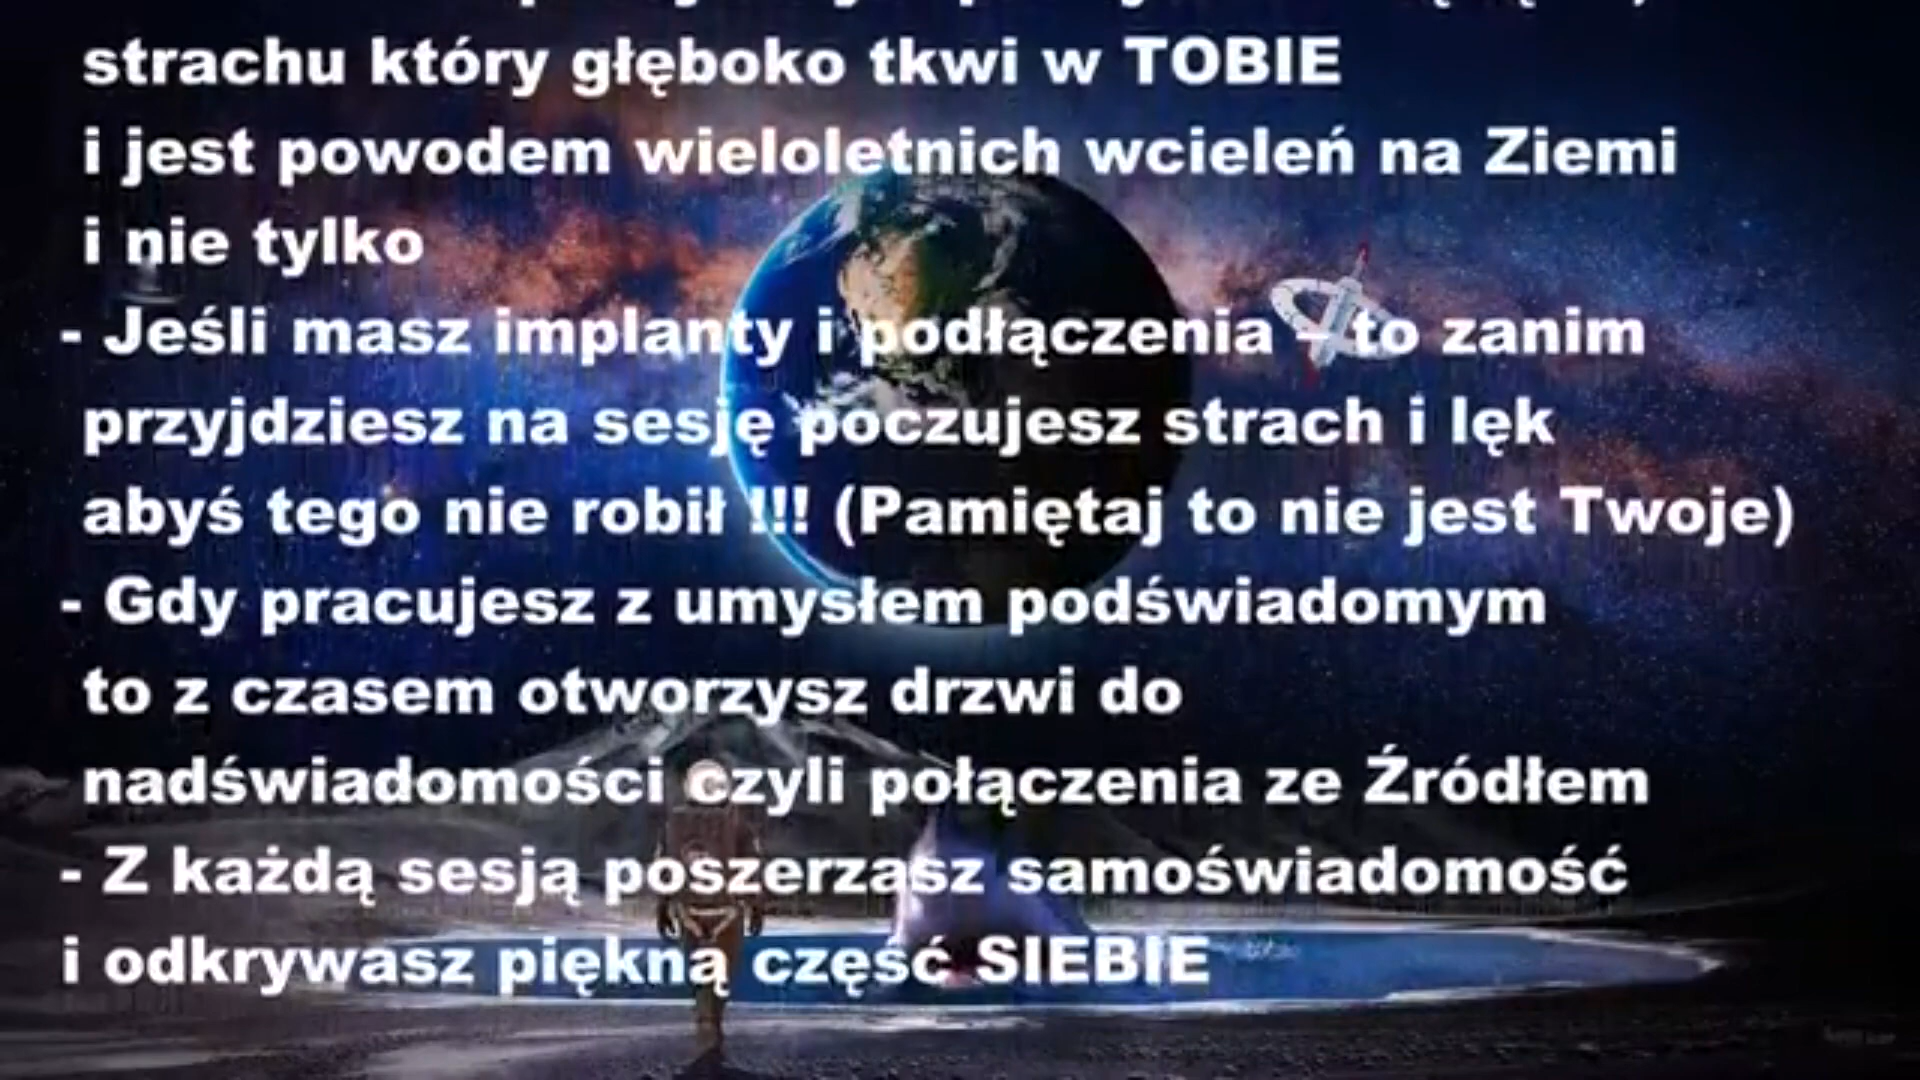 strachu który głęboko tkwi w TOBIE
i jest powodem wieloletnich wcieleń na Ziemi
i nie tylko
- Jeśli masz implanty i podłączenia – to zanim
przyjdziesz na sesję poczujesz strach i lęk
abyś tego nie robił !!! (Pamiętaj to nie jest Twoje)
- Gdy pracujesz z umysłem podświadomym
to z czasem otworzysz drzwi do
nadświadomości czyli połączenia ze Źródłem
- Z każdą sesją poszerzasz samoświadomość
i odkrywasz piękną część SIEBIE